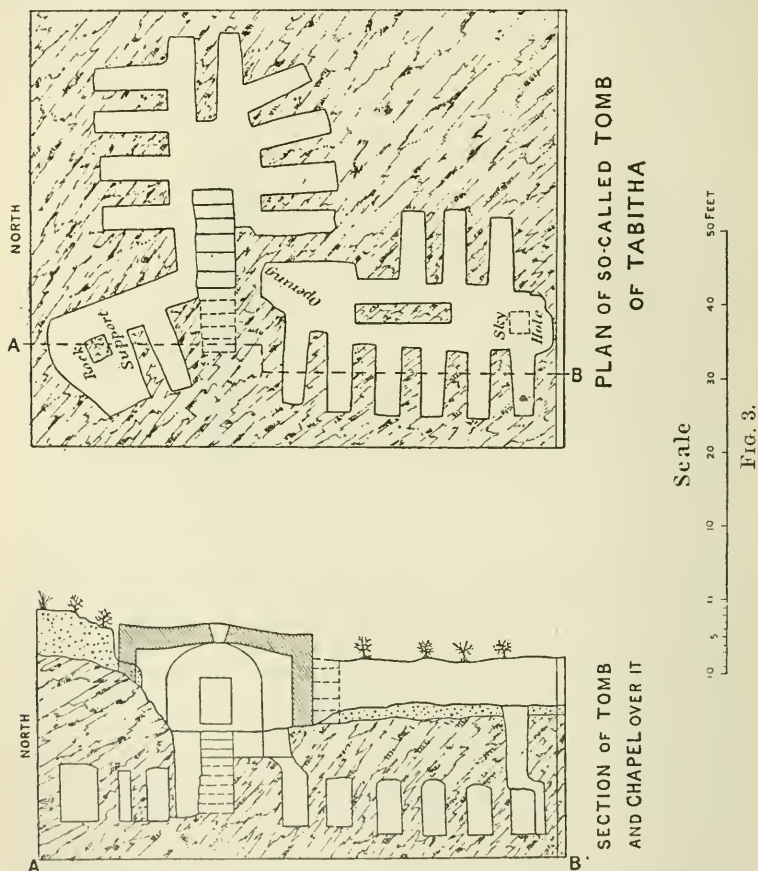 NORTH
A
Rock
Support
Opening
Sky
Hole
B
PLAN OF SO-CALLED TOMB
OF TABITHA
NORTH
A
B
SECTION OF TOMB
AND CHAPEL OVER IT
Scale
10 5 0 10 20 30 40 50 FEET
FIG. 3.